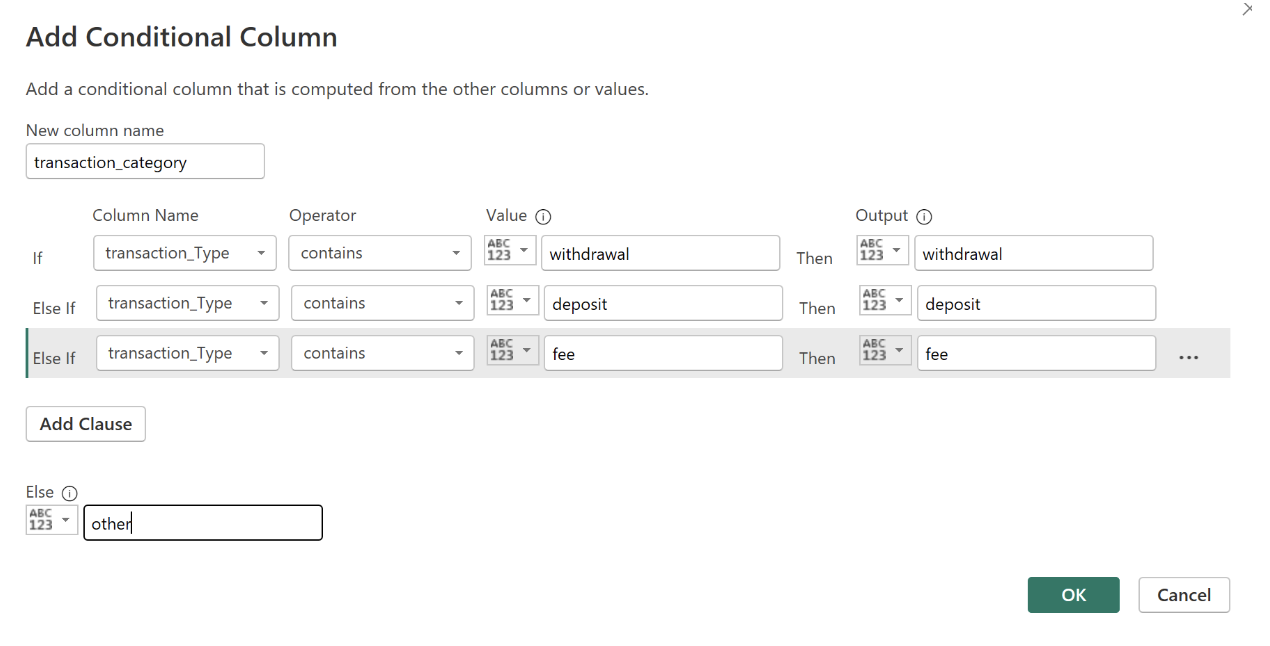 Add Conditional Column
Add a conditional column that is computed from the other columns or values.
New column name
transaction_category
Column Name Operator Value Output
If transaction_Type contains ABC 123 withdrawal Then ABC 123 withdrawal
Else If transaction_Type contains ABC 123 deposit Then ABC 123 deposit
Else If transaction_Type contains ABC 123 fee Then ABC 123 fee ...
Add Clause
Else
ABC 123 other
OK Cancel